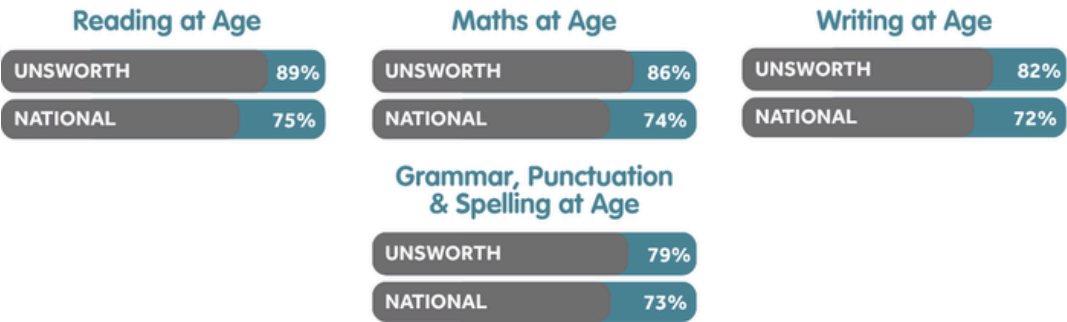 Reading at Age
UNSWORTH 89%
NATIONAL 75%
Maths at Age
UNSWORTH 86%
NATIONAL 74%
Writing at Age
UNSWORTH 82%
NATIONAL 72%
Grammar, Punctuation
& Spelling at Age
UNSWORTH 79%
NATIONAL 73%